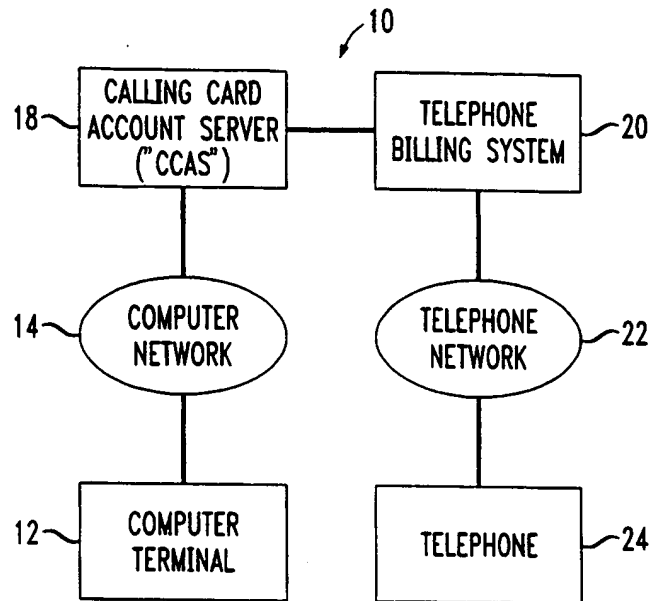 10
18
CALLING CARD
ACCOUNT SERVER
("CCAS")
TELEPHONE
BILLING SYSTEM
20
14
COMPUTER
NETWORK
TELEPHONE
NETWORK
22
12
COMPUTER
TERMINAL
TELEPHONE
24